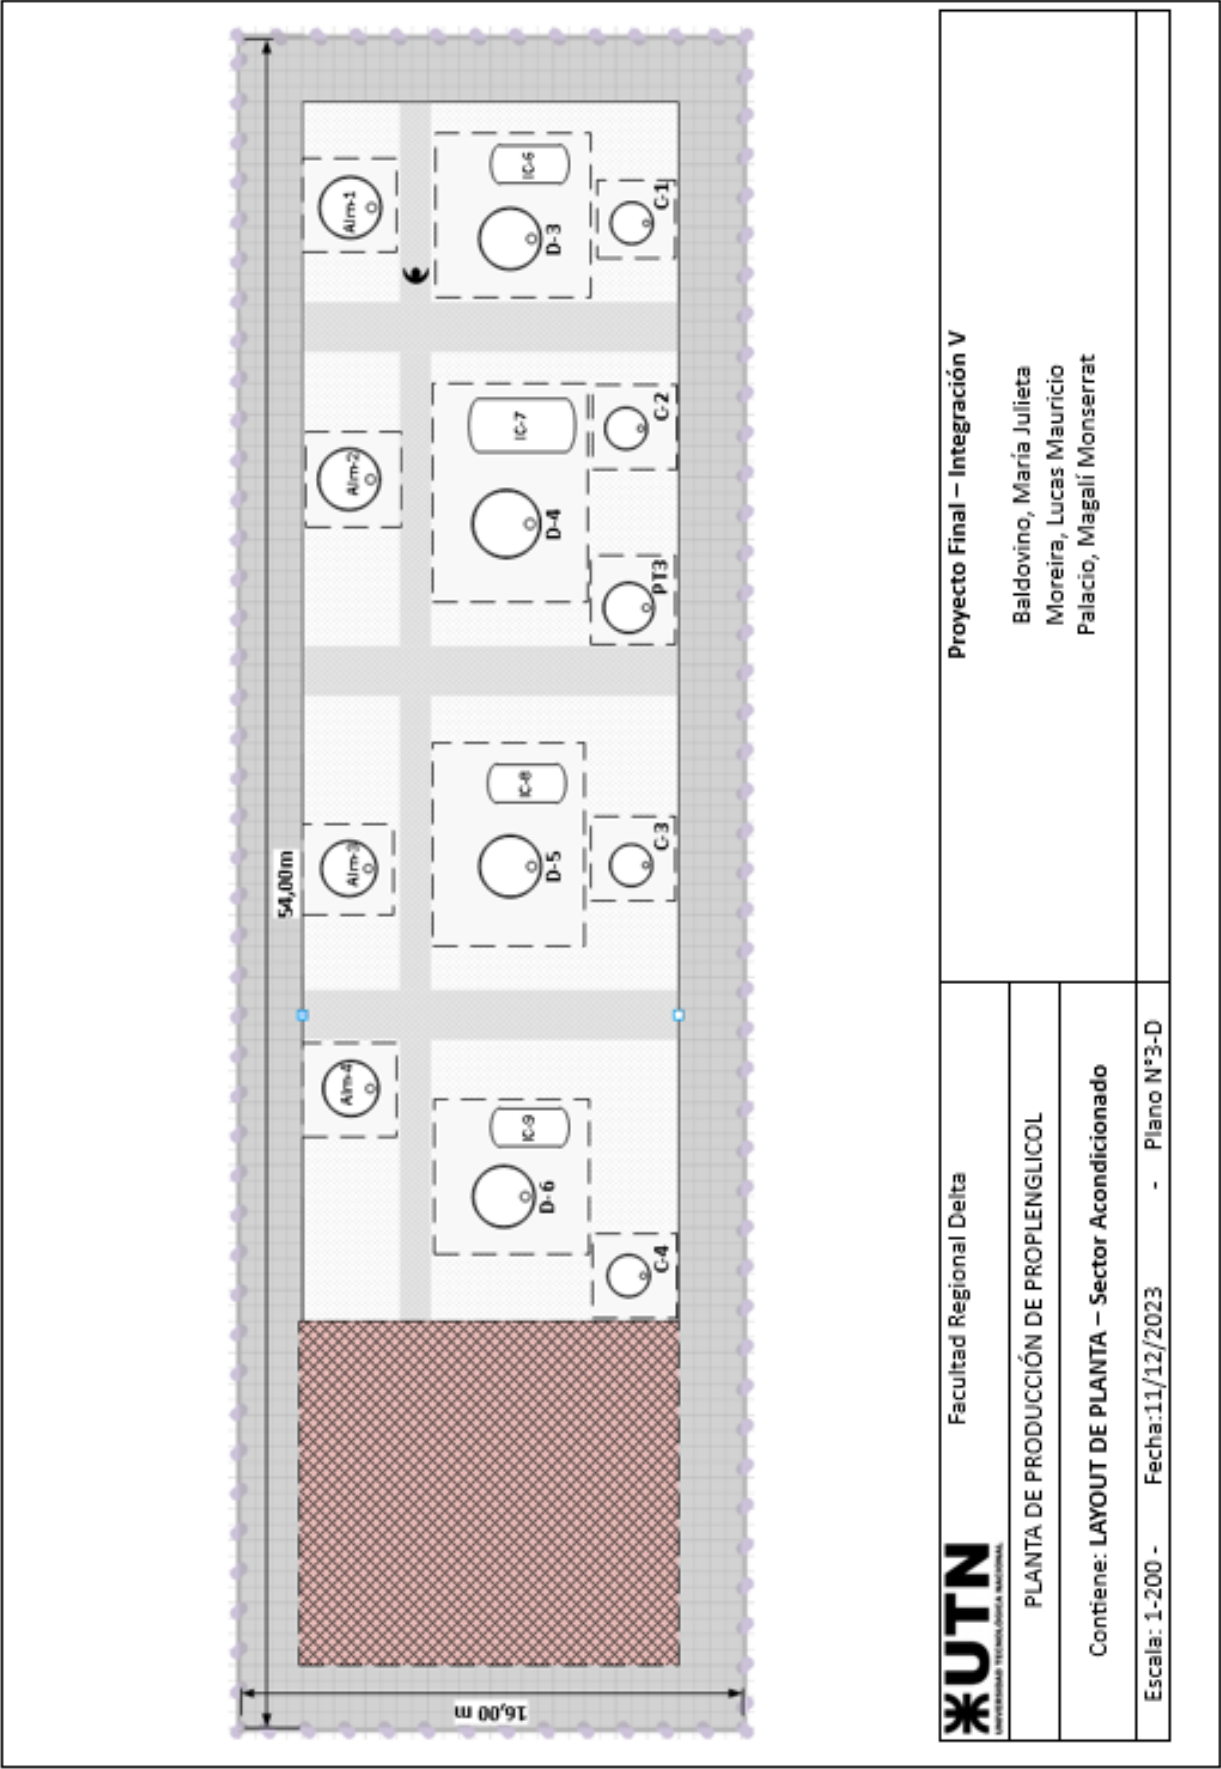 54,00m
16,00 m
Alm-1
Alm-2
Alm-3
Alm-4
IC-6
D-3
C-1
IC-7
D-4
C-2
PT3
IC-8
D-5
C-3
IC-9
D-6
C-4
UTN
UNIVERSIDAD TECNOLÓGICA NACIONAL
Facultad Regional Delta
PLANTA DE PRODUCCIÓN DE PROPLENGLICOL
Contiene: LAYOUT DE PLANTA – Sector Acondicionado
Escala: 1-200 - Fecha:11/12/2023 - Plano N°3-D
Proyecto Final – Integración V
Baldovino, María Julieta
Moreira, Lucas Mauricio
Palacio, Magalí Monserrat